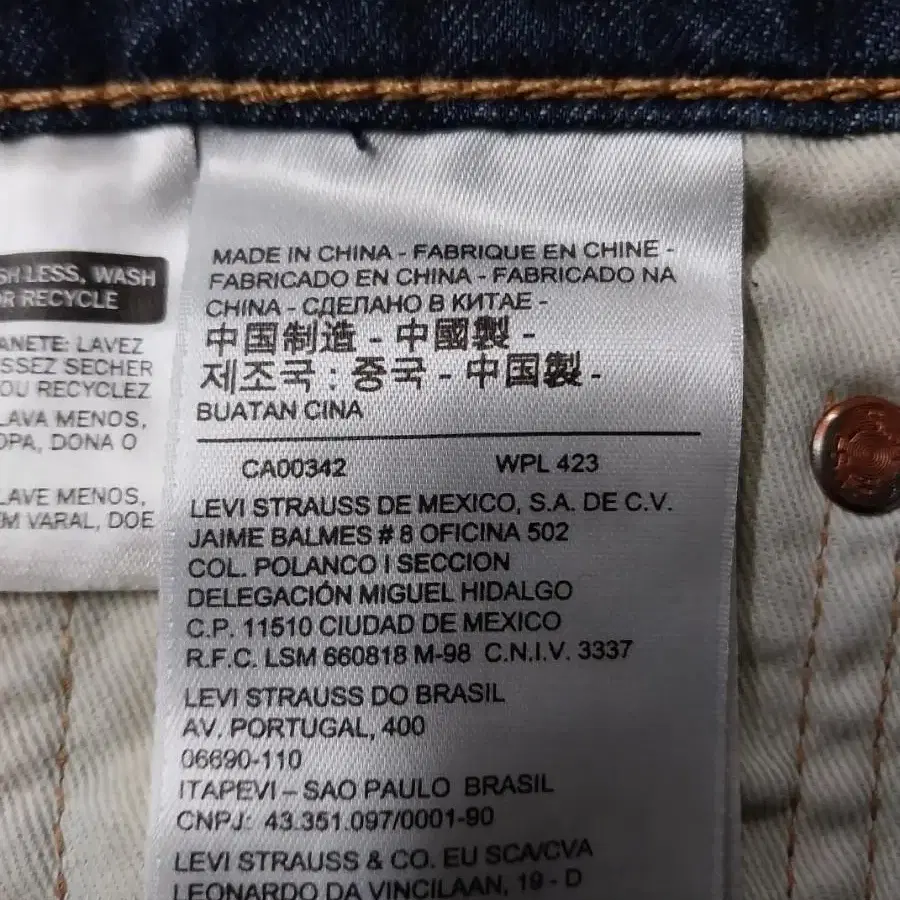 SH LESS, WASH
OR RECYCLE
ANETE: LAVEZ
ISSEZ SECHER
OU RECYCLEZ
LAVA MENOS,
OPA, DONA O
LAVE MENOS,
EM VARAL, DOE
MADE IN CHINA - FABRIQUE EN CHINE -
FABRICADO EN CHINA - FABRICADO NA
CHINA - СДЕЛАНО В КИТАЕ -
中国制造 - 中國製 -
제조국 : 중국 - 中国製 -
BUATAN CINA
CA00342 WPL 423
LEVI STRAUSS DE MEXICO, S.A. DE C.V.
JAIME BALMES # 8 OFICINA 502
COL. POLANCO I SECCION
DELEGACIÓN MIGUEL HIDALGO
C.P. 11510 CIUDAD DE MEXICO
R.F.C. LSM 660818 M-98 C.N.I.V. 3337
LEVI STRAUSS DO BRASIL
AV. PORTUGAL, 400
06690-110
ITAPEVI – SAO PAULO BRASIL
CNPJ: 43.351.097/0001-90
LEVI STRAUSS & CO. EU SCA/CVA
LEONARDO DA VINCILAAN, 19 - D